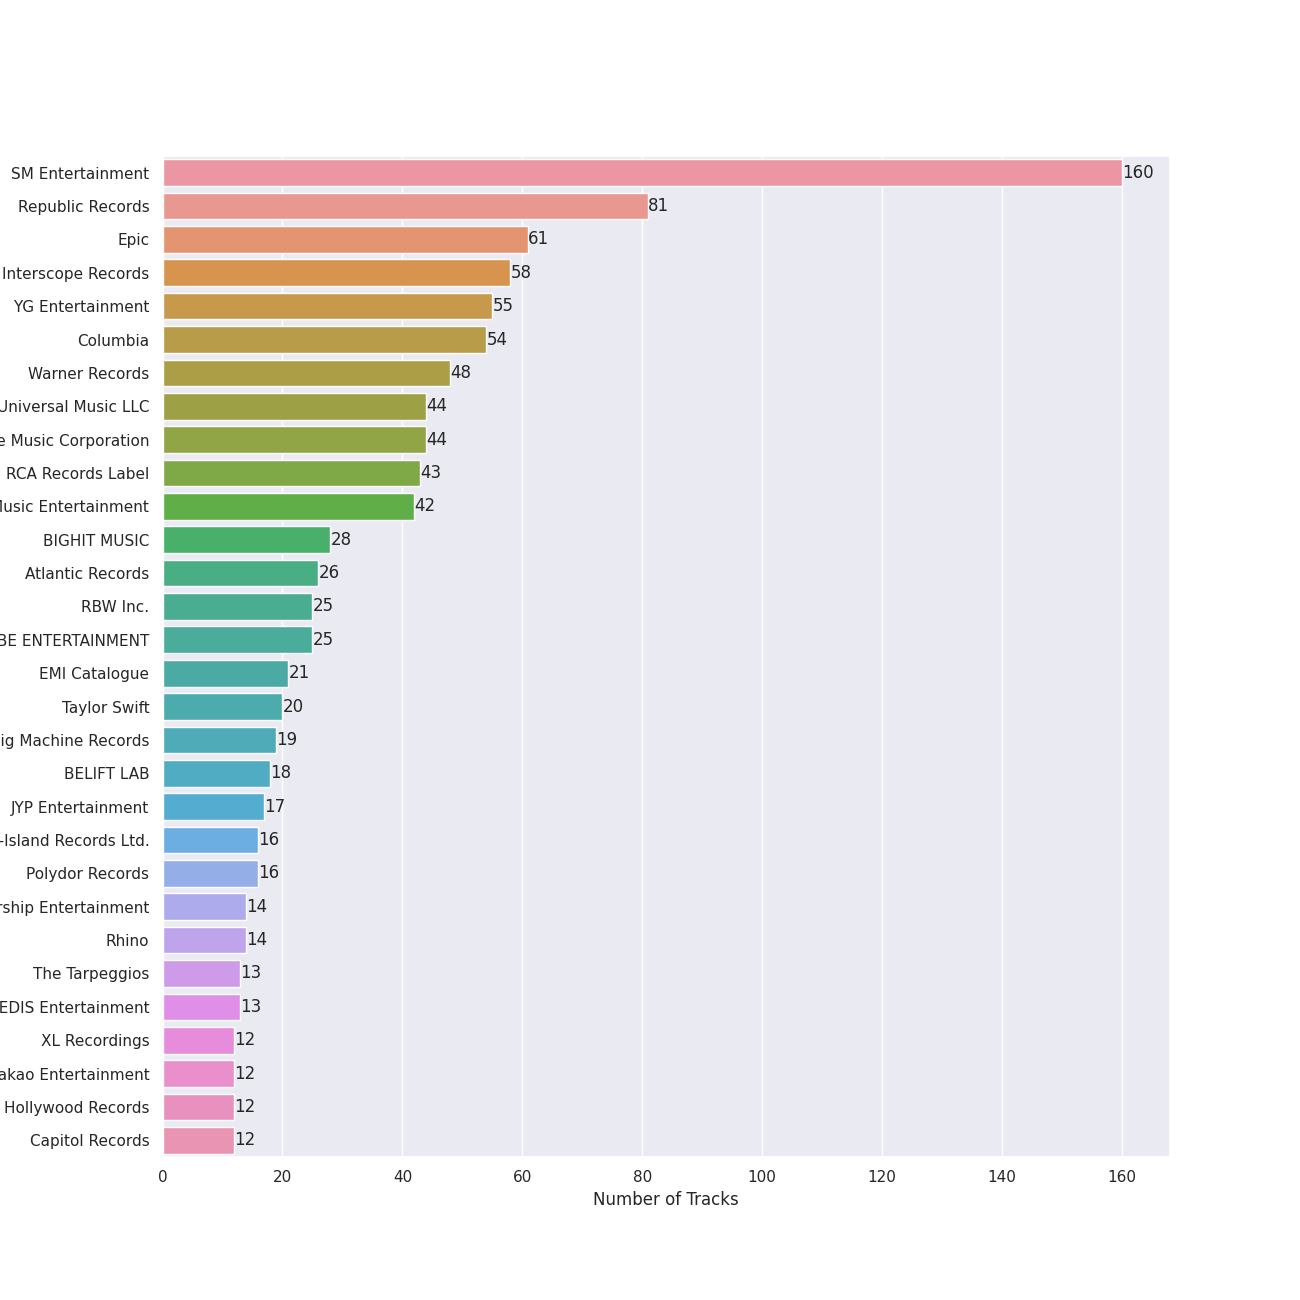 SM Entertainment 160
Republic Records 81
Epic 61
Interscope Records 58
YG Entertainment 55
Columbia 54
Warner Records 48
Universal Music LLC 44
e Music Corporation 44
RCA Records Label 43
Music Entertainment 42
BIGHIT MUSIC 28
Atlantic Records 26
RBW Inc. 25
BE ENTERTAINMENT 25
EMI Catalogue 21
Taylor Swift 20
ig Machine Records 19
BELIFT LAB 18
JYP Entertainment 17
-Island Records Ltd. 16
Polydor Records 16
rship Entertainment 14
Rhino 14
The Tarpeggios 13
EDIS Entertainment 13
XL Recordings 12
akao Entertainment 12
Hollywood Records 12
Capitol Records 12
0 20 40 60 80 100 120 140 160
Number of Tracks